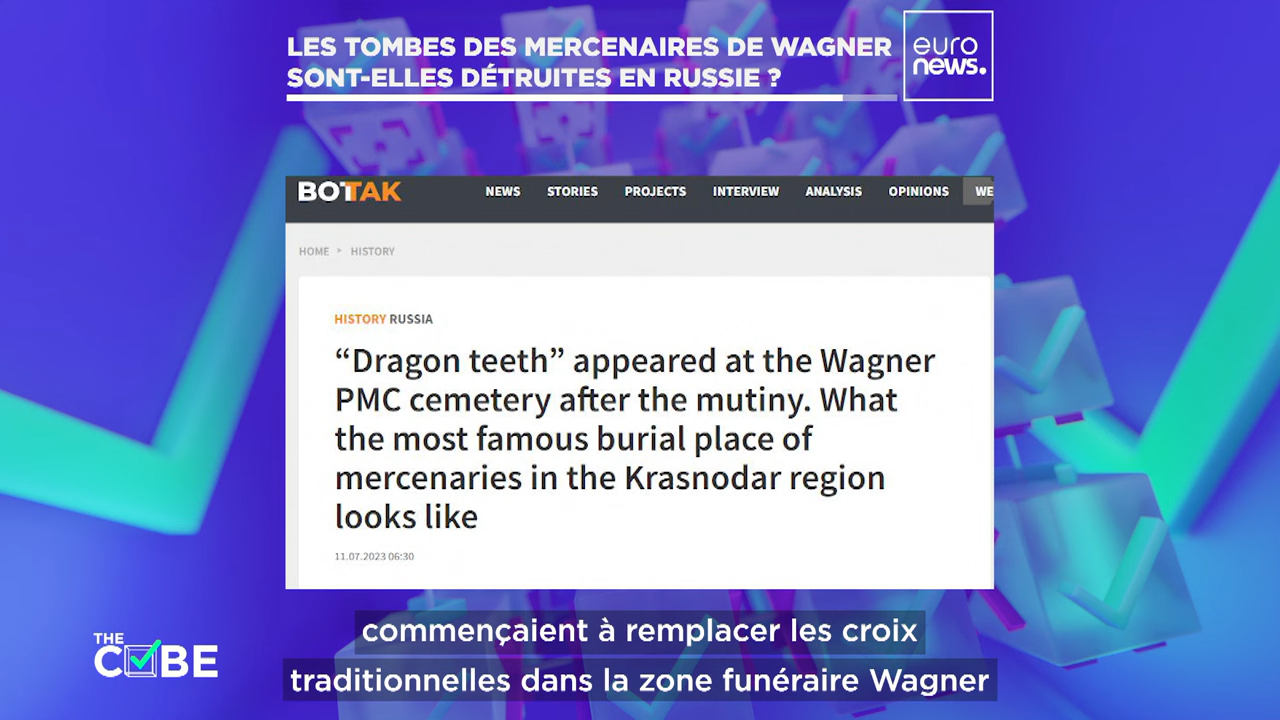 LES TOMBES DES MERCENAIRES DE WAGNER
SONT-ELLES DÉTRUITES EN RUSSIE ?
euro
news.
BOTTAK
NEWS STORIES PROJECTS INTERVIEW ANALYSIS OPINIONS WE
HOME HISTORY
HISTORY RUSSIA
“Dragon teeth” appeared at the Wagner
PMC cemetery after the mutiny. What
the most famous burial place of
mercenaries in the Krasnodar region
looks like
11.07.2023 06:30
commençaient à remplacer les croix
traditionnelles dans la zone funéraire Wagner
THE
CUBE